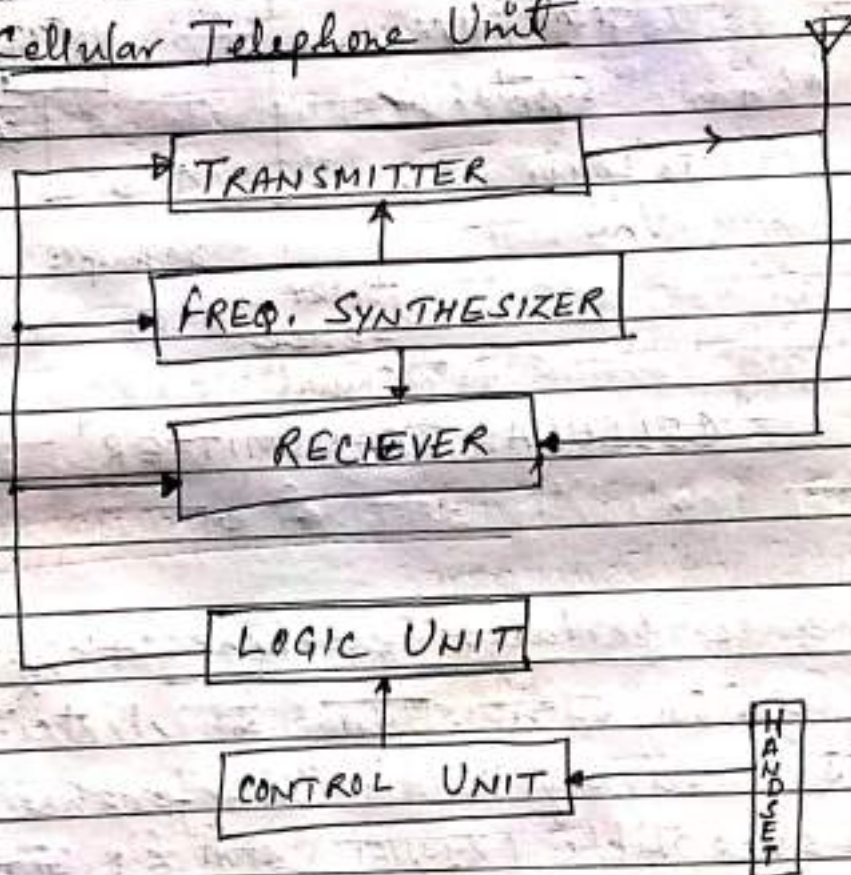 Cellular Telephone Unit
TRANSMITTER
FREQ. SYNTHESIZER
RECIEVER
LOGIC UNIT
CONTROL UNIT
HANDSET